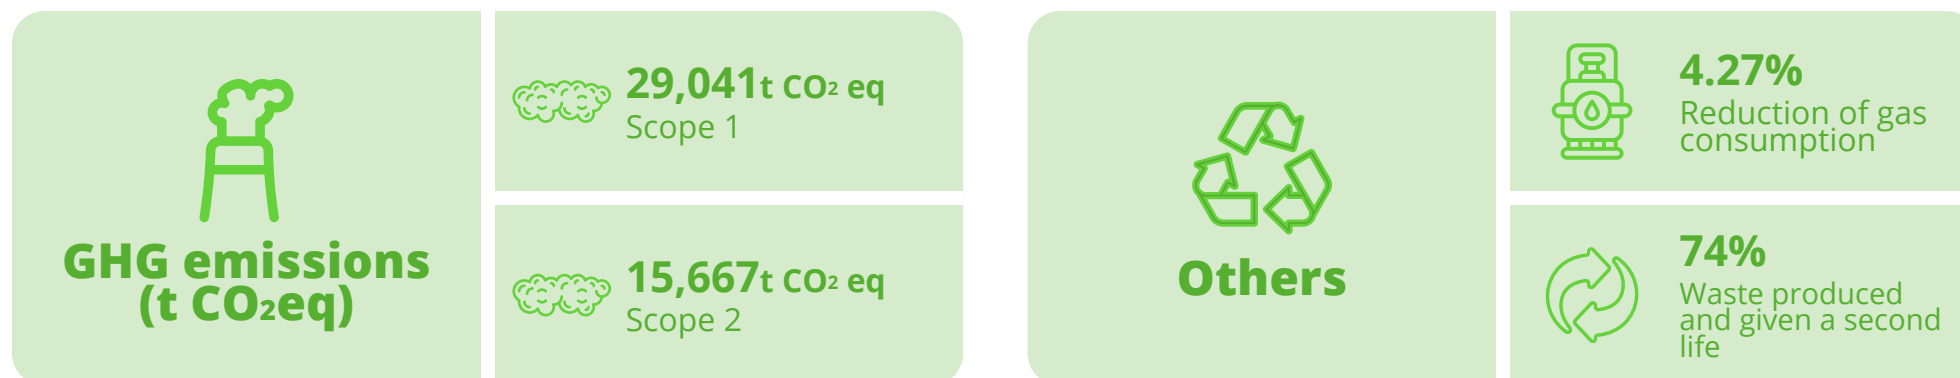 GHG emissions
(t CO₂eq)
29,041t CO² eq
Scope 1
15,667t CO² eq
Scope 2
Others
4.27%
Reduction of gas
consumption
74%
Waste produced
and given a second
life